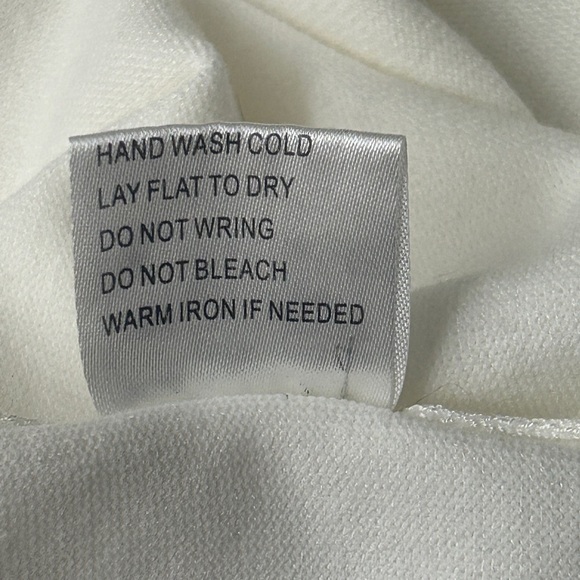 HAND WASH COLD
LAY FLAT TO DRY
DO NOT WRING
DO NOT BLEACH
WARM IRON IF NEEDED